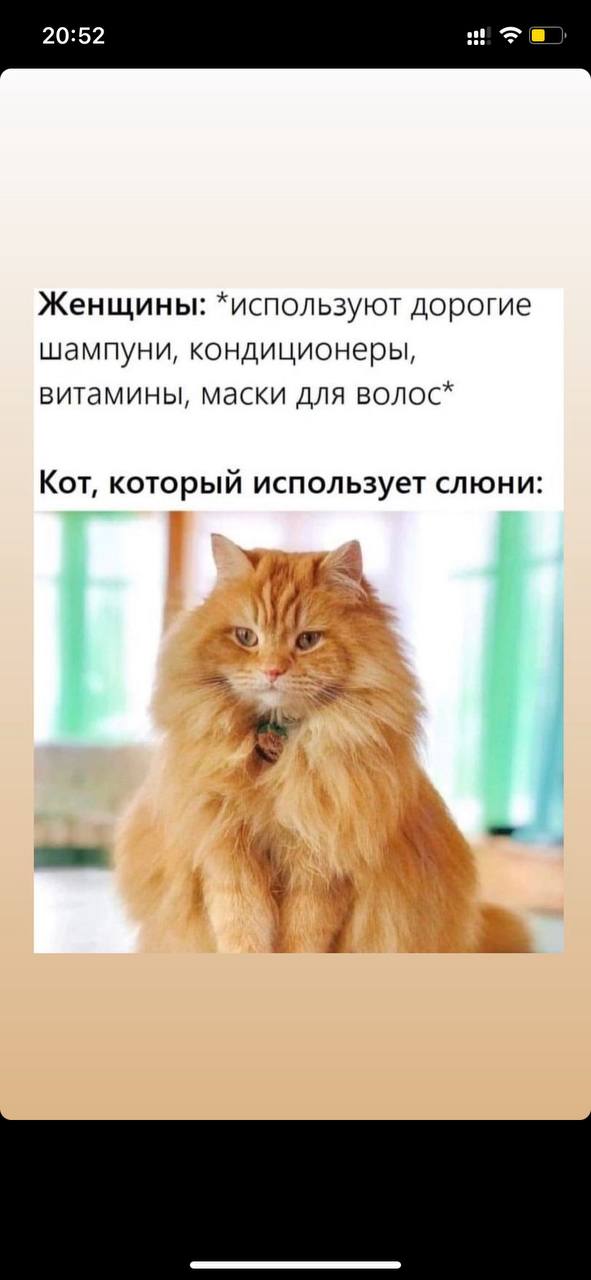 20:52
Женщины: *используют дорогие
шампуни, кондиционеры,
витамины, маски для волос*
Кот, который использует слюни: